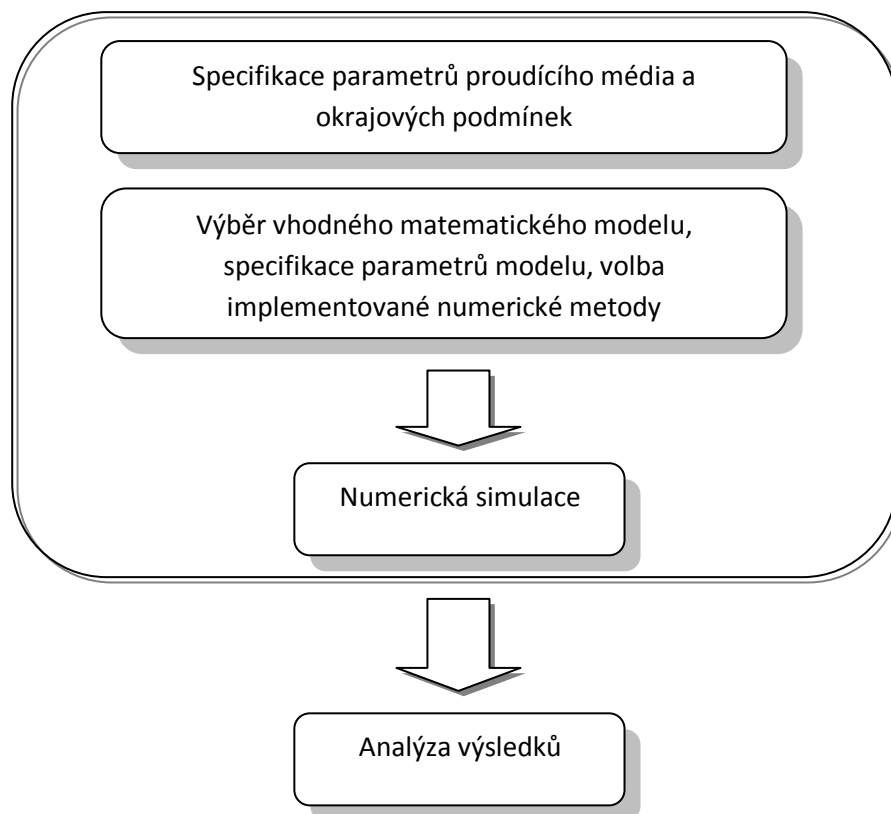 Specifikace parametrů proudícího média a
okrajových podmínek
Výběr vhodného matematického modelu,
specifikace parametrů modelu, volba
implementované numerické metody
Numerická simulace
Analýza výsledků